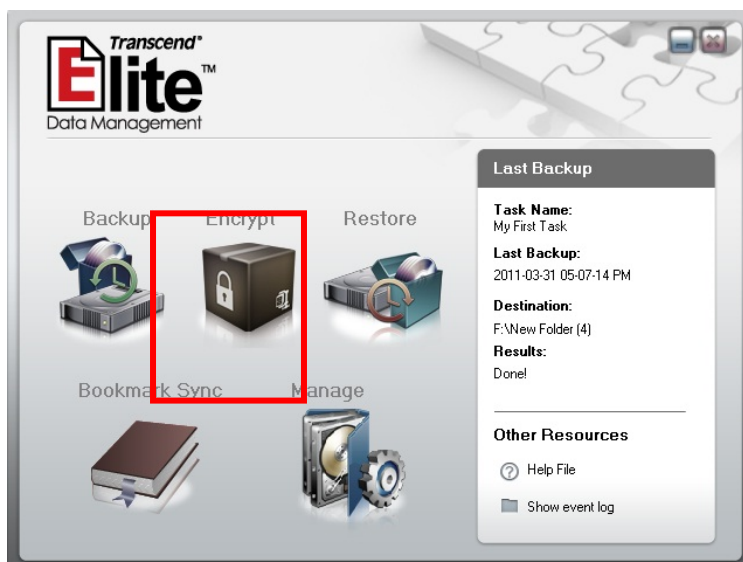 Transcend®
Elite™
Data Management
Last Backup
Backup
Encrypt
Restore
Task Name:
My First Task
Last Backup:
2011-03-31 05-07-14 PM
Destination:
F:\New Folder (4)
Results:
Done!
Bookmark Sync
Manage
Other Resources
Help File
Show event log